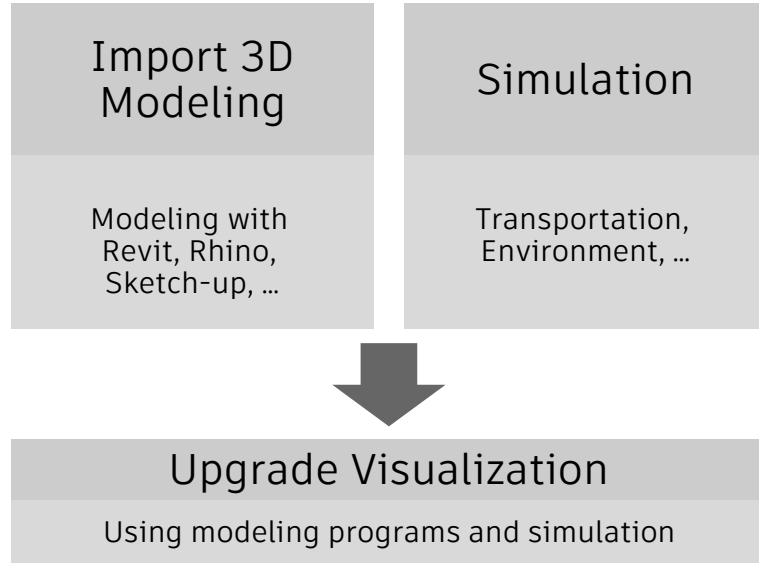 Import 3D
Modeling
Modeling with
Revit, Rhino,
Sketch-up, ...
Simulation
Transportation,
Environment, ...
Upgrade Visualization
Using modeling programs and simulation